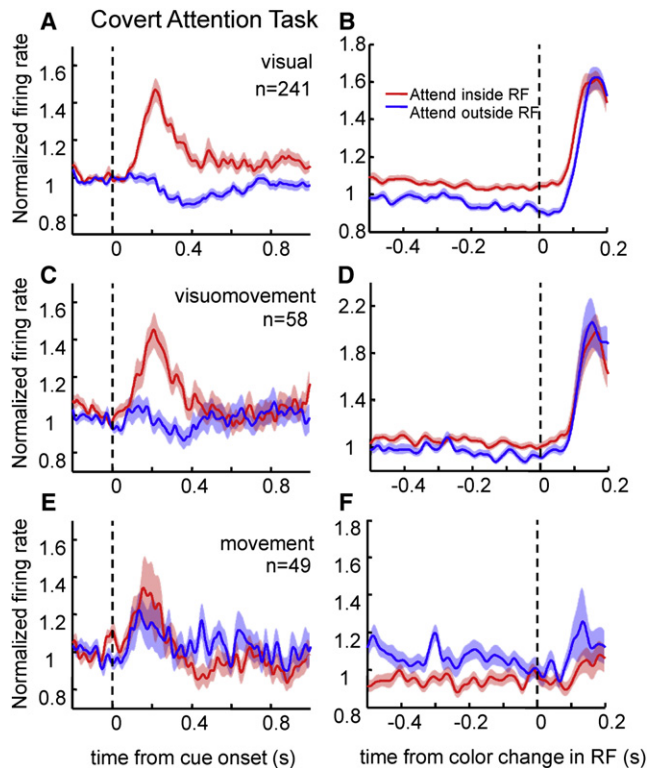 A Covert Attention Task B
Normalized firing rate
1.6
1.4
1.2
1
0.8
visual
n=241
0 0.4 0.8
1.8
1.6
1.4
1.2
1
0.8
Attend inside RF
Attend outside RF
-0.4 -0.2 0 0.2
C D
Normalized firing rate
1.6
1.4
1.2
1
0.8
visuomovement
n=58
0 0.4 0.8
2.2
1.8
1.4
1
-0.4 -0.2 0 0.2
E F
Normalized firing rate
1.6
1.4
1.2
1
0.8
movement
n=49
0 0.4 0.8
time from cue onset (s)
1.8
1.6
1.4
1.2
1
0.8
-0.4 -0.2 0 0.2
time from color change in RF (s)